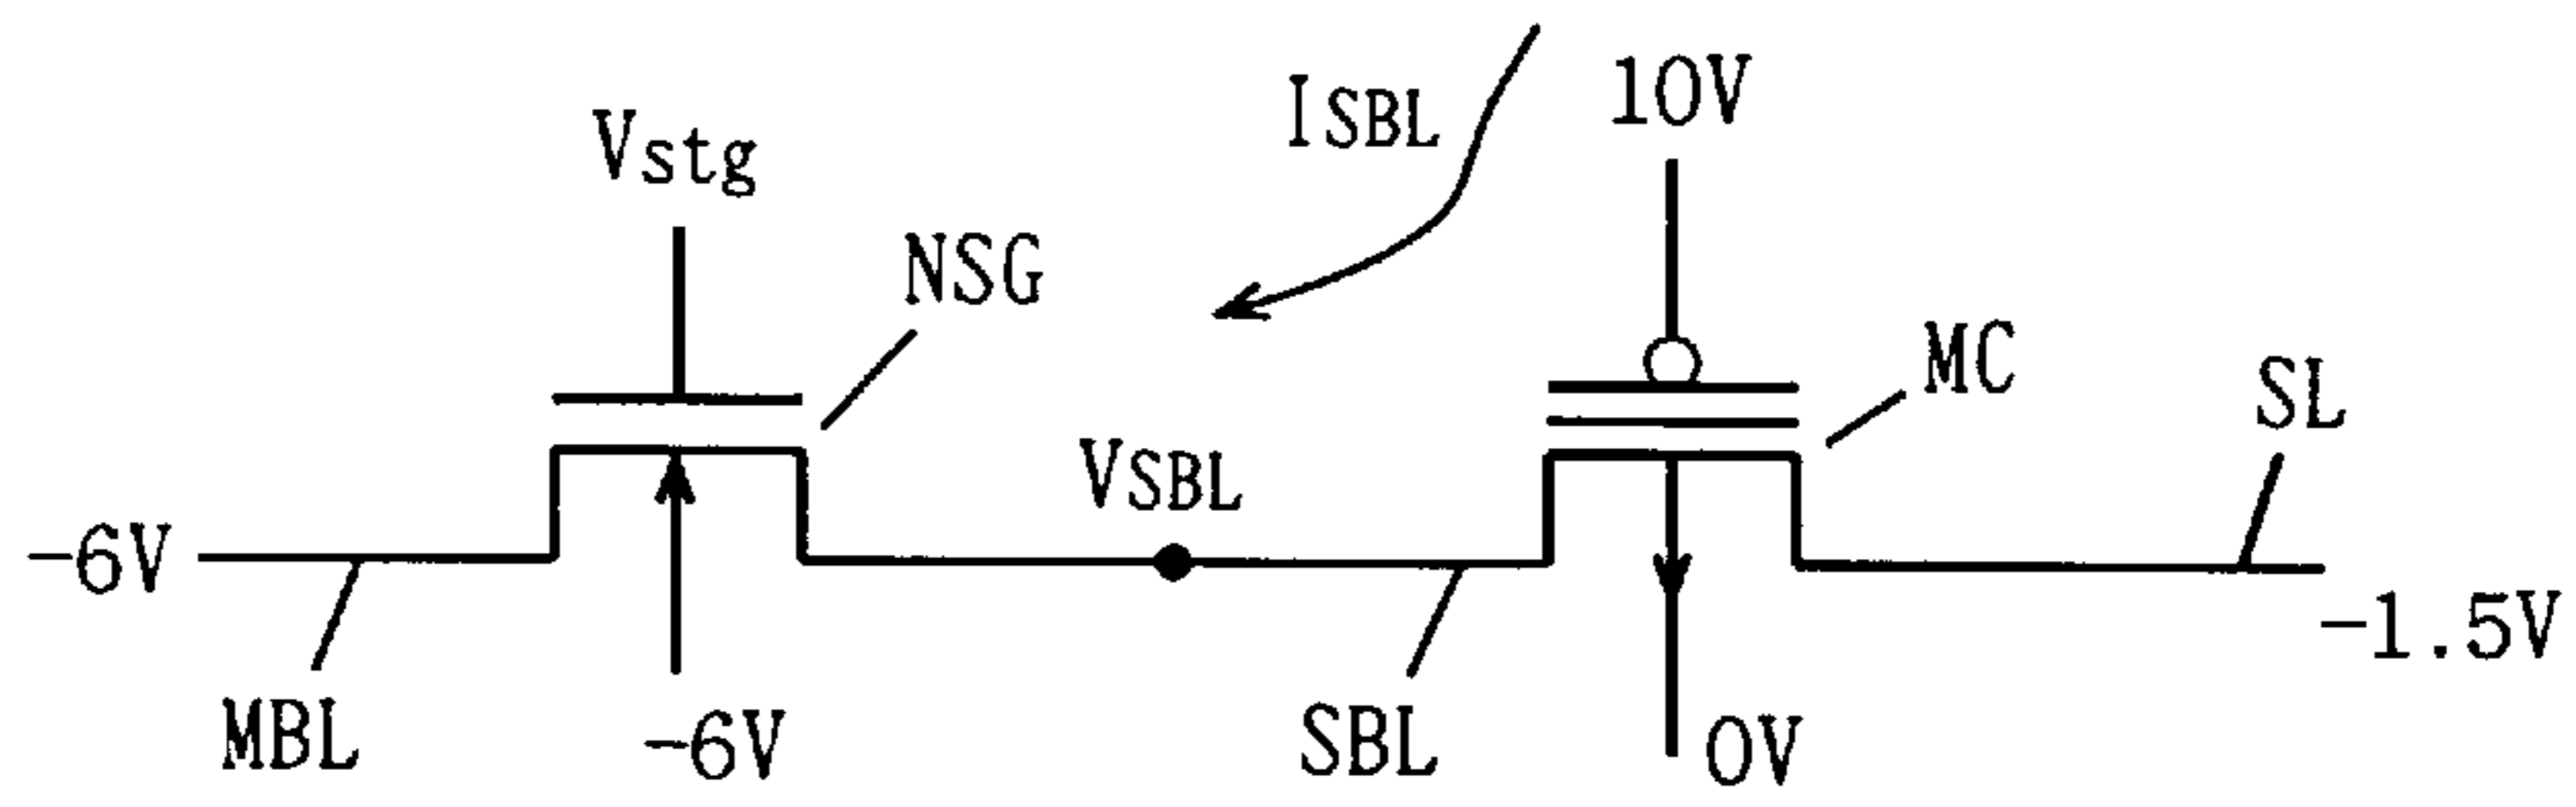 ISBL
10V
Vstg
NSG
MC
SL
VSBL
-6V
-1.5V
MBL
-6V
SBL
0V